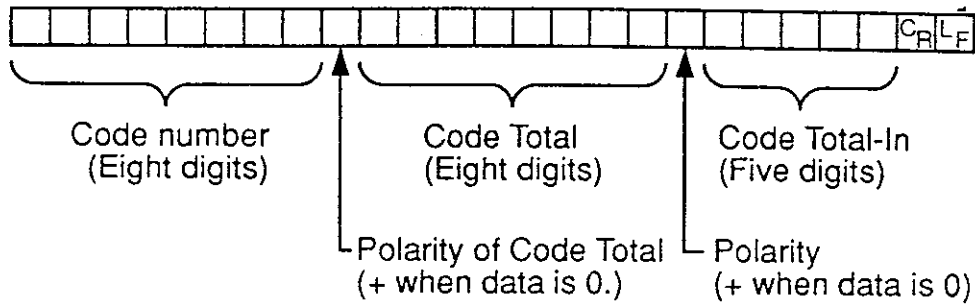 CR LF
Code number
(Eight digits)
Code Total
(Eight digits)
Code Total-In
(Five digits)
Polarity of Code Total
(+ when data is 0.)
Polarity
(+ when data is 0)